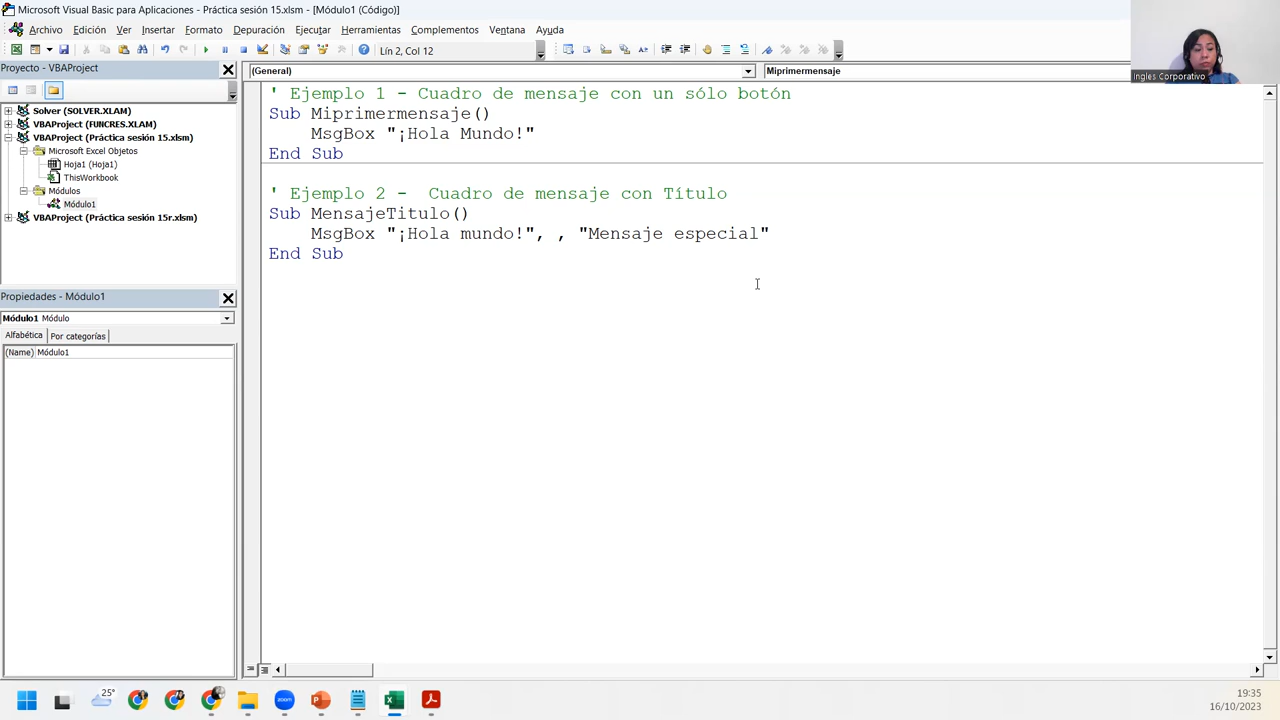 Microsoft Visual Basic para Aplicaciones - Práctica sesión 15.xlsm - [Módulo1 (Código)]
Archivo Edición Ver Insertar Formato Depuración Ejecutar Herramientas Complementos Ventana Ayuda
Lín 2, Col 12
Proyecto - VBAProject
(General)
Miprimermensaje
Ingles Corporativo
Solver (SOLVER.XLAM)
VBAProject (FUNCRES.XLAM)
VBAProject (Práctica sesión 15.xlsm)
Microsoft Excel Objetos
Hoja1 (Hoja1)
ThisWorkbook
Módulos
Módulo1
VBAProject (Práctica sesión 15r.xlsm)
Propiedades - Módulo1
Módulo1 Módulo
Alfabética Por categorías
(Name) Módulo1
' Ejemplo 1 - Cuadro de mensaje con un sólo botón
Sub Miprimermensaje()
MsgBox "¡Hola Mundo!"
End Sub
' Ejemplo 2 - Cuadro de mensaje con Título
Sub MensajeTitulo()
MsgBox "¡Hola mundo!", , "Mensaje especial"
End Sub
25°
zoom
19:35
16/10/2023